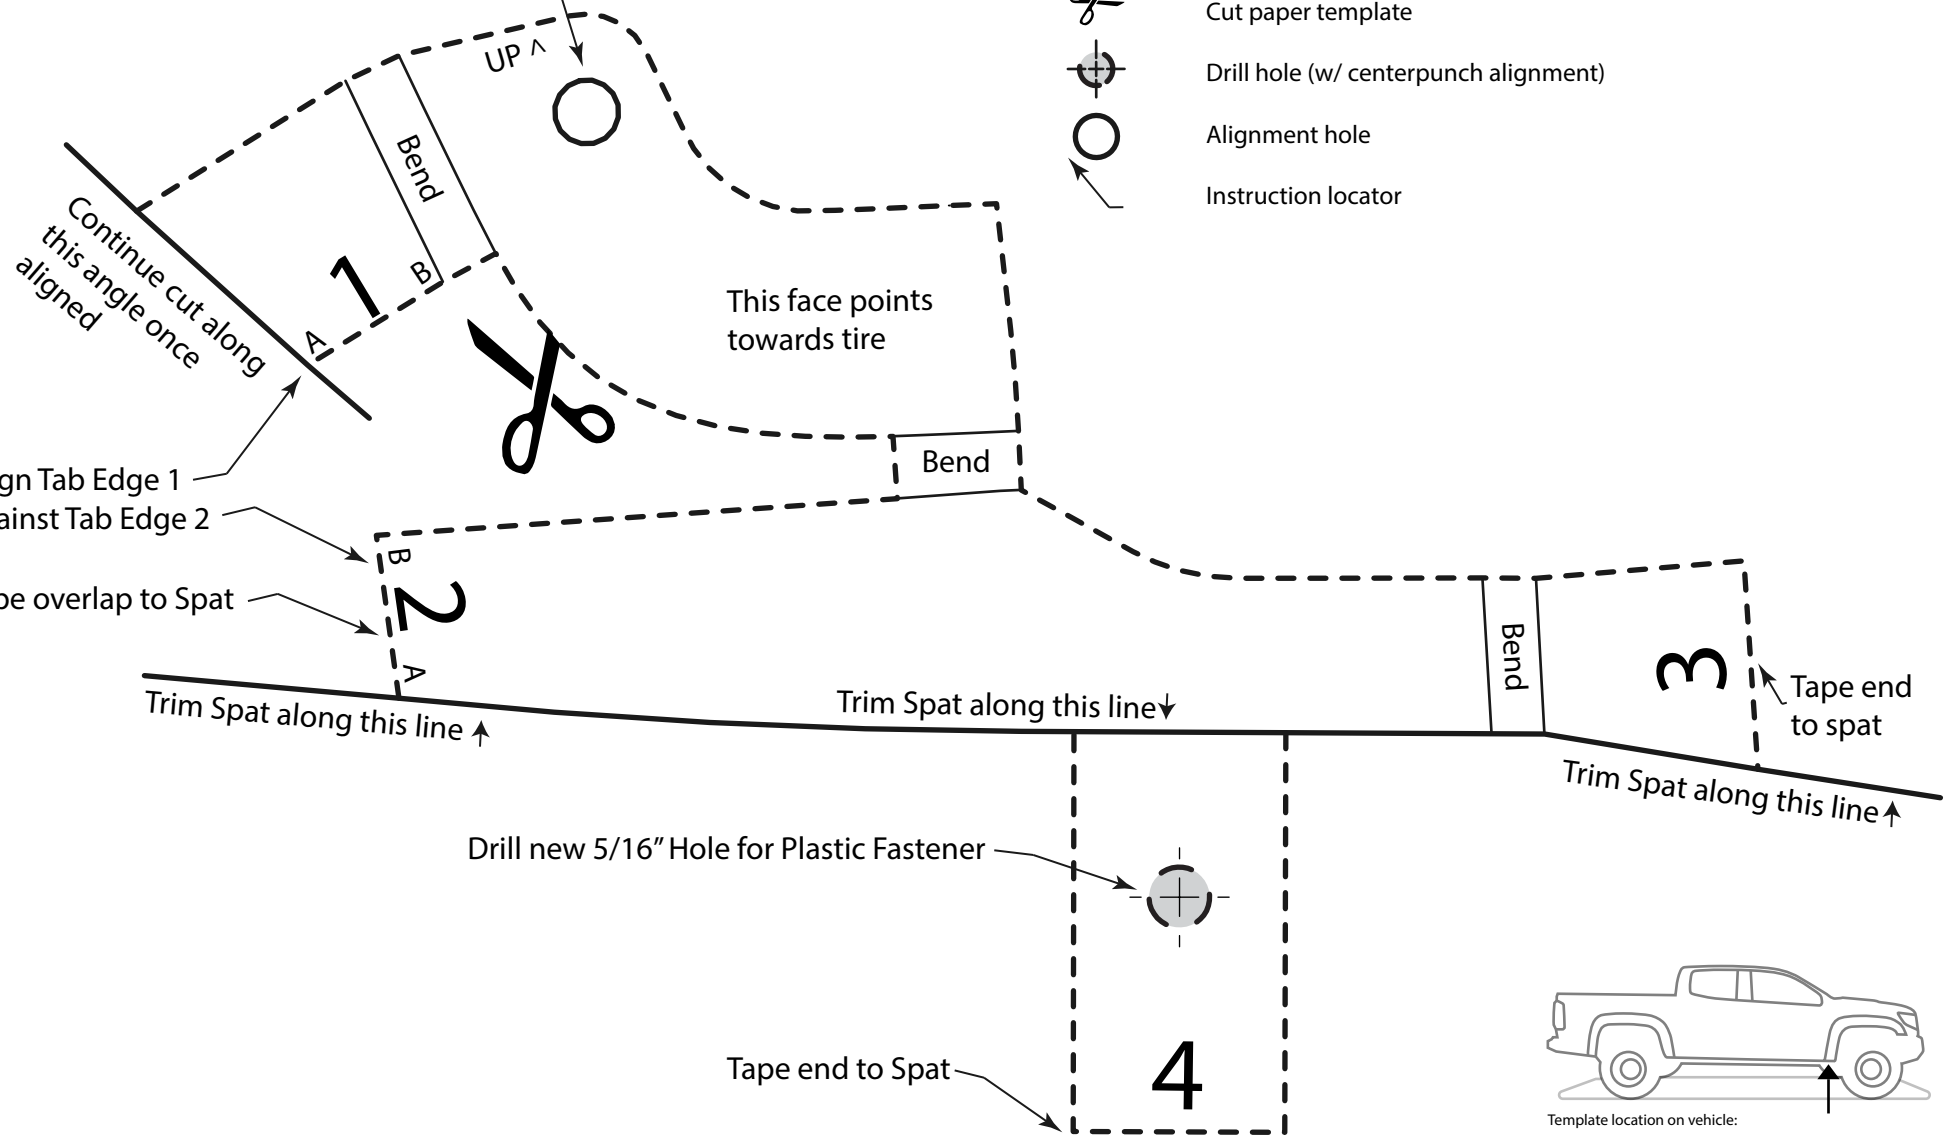 Cut paper template
UP ^
Drill hole (w/ centerpunch alignment)
Bend
Alignment hole
Instruction locator
Continue cut along
this angle once
aligned
1
B
A
This face points
towards tire
Bend
gn Tab Edge 1
ainst Tab Edge 2
B
2
A
pe overlap to Spat
Bend
3
Tape end
to spat
Trim Spat along this line
Trim Spat along this line
Trim Spat along this line
Drill new 5/16” Hole for Plastic Fastener
4
Tape end to Spat
Template location on vehicle: